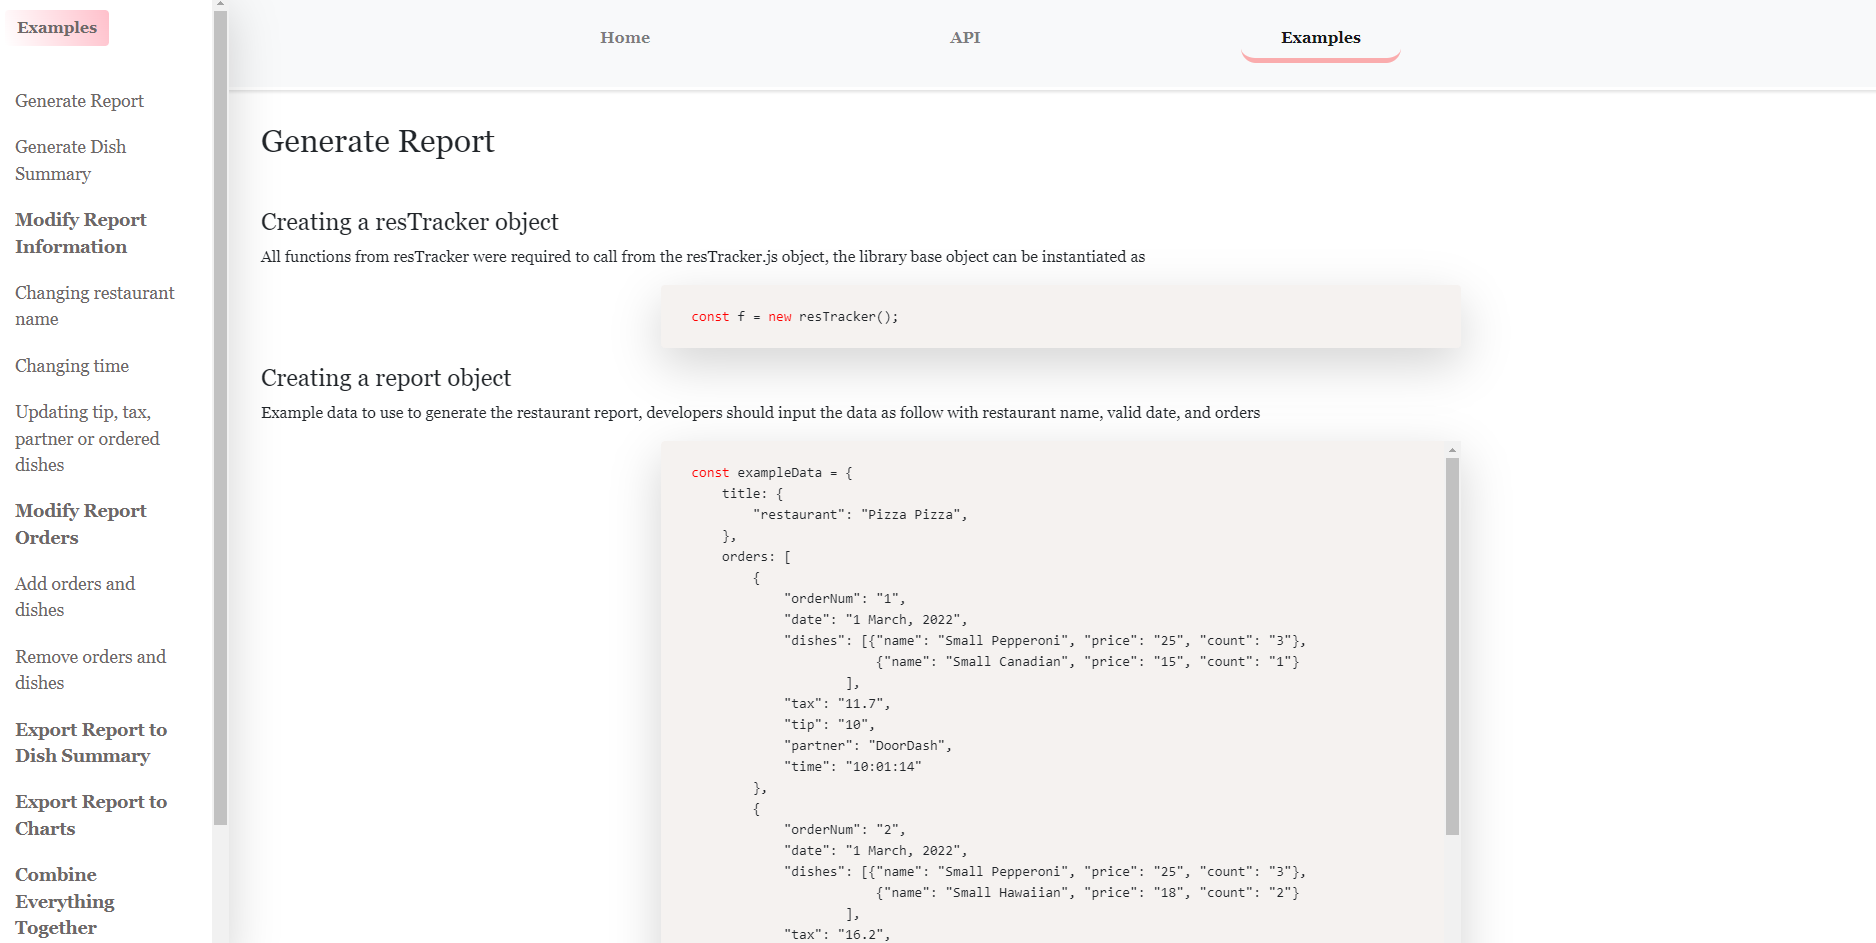 Examples
Generate Report
Generate Dish
Summary
Modify Report
Information
Changing restaurant
name
Changing time
Updating tip, tax,
partner or ordered
dishes
Modify Report
Orders
Add orders and
dishes
Remove orders and
dishes
Export Report to
Dish Summary
Export Report to
Charts
Combine
Everything
Together
Home
API
Examples
Generate Report
Creating a resTracker object
All functions from resTracker were required to call from the resTracker.js object, the library base object can be instantiated as
const f = new resTracker();
Creating a report object
Example data to use to generate the restaurant report, developers should input the data as follow with restaurant name, valid date, and orders
const exampleData = {
    title: {
        "restaurant": "Pizza Pizza",
    },
    orders: [
        {
            "orderNum": "1",
            "date": "1 March, 2022",
            "dishes": [{"name": "Small Pepperoni", "price": "25", "count": "3"},
                        {"name": "Small Canadian", "price": "15", "count": "1"}
                    ],
            "tax": "11.7",
            "tip": "10",
            "partner": "DoorDash",
            "time": "10:01:14"
        },
        {
            "orderNum": "2",
            "date": "1 March, 2022",
            "dishes": [{"name": "Small Pepperoni", "price": "25", "count": "3"},
                        {"name": "Small Hawaiian", "price": "18", "count": "2"}
                    ],
            "tax": "16.2",